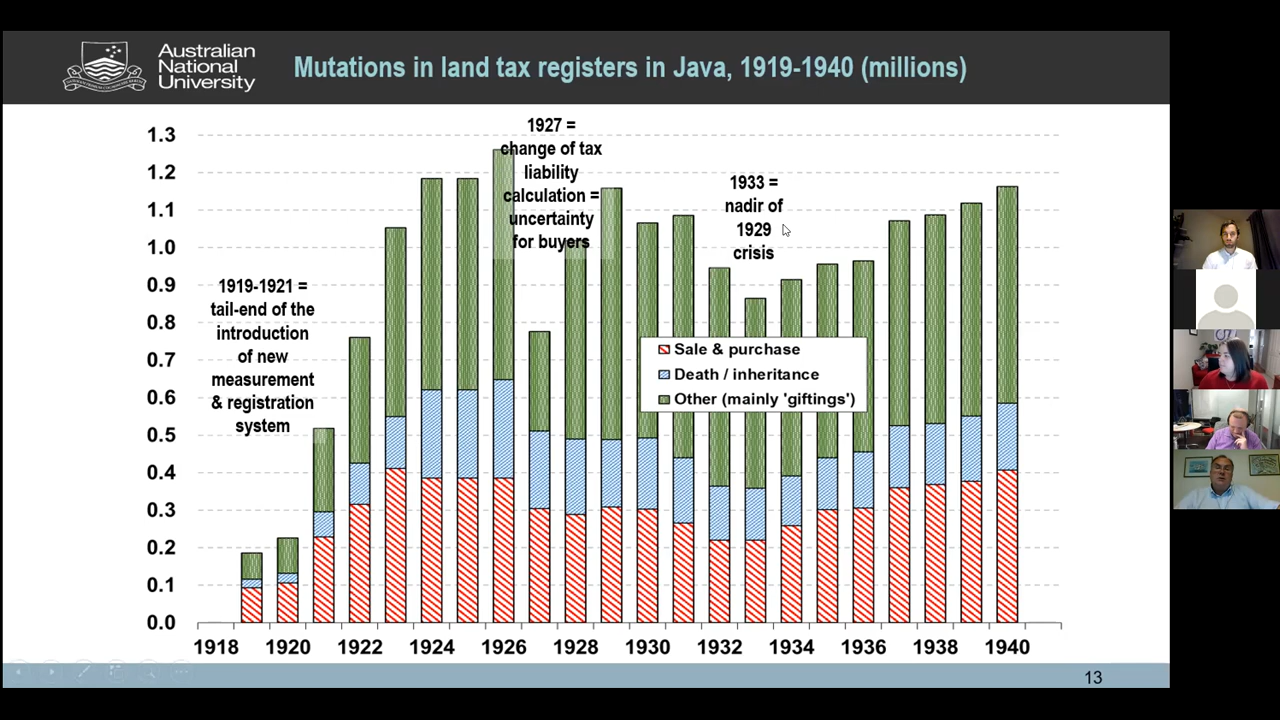 Australian
National
University
Mutations in land tax registers in Java, 1919-1940 (millions)
1.3
1.2
1.1
1.0
0.9
0.8
0.7
0.6
0.5
0.4
0.3
0.2
0.1
0.0
1919-1921 =
tail-end of the
introduction
of new
measurement
& registration
system
1927 =
change of tax
liability
calculation =
uncertainty
for buyers
1933 =
nadir of
1929
crisis
Sale & purchase
Death / inheritance
Other (mainly 'giftings')
1918 1920 1922 1924 1926 1928 1930 1932 1934 1936 1938 1940
13